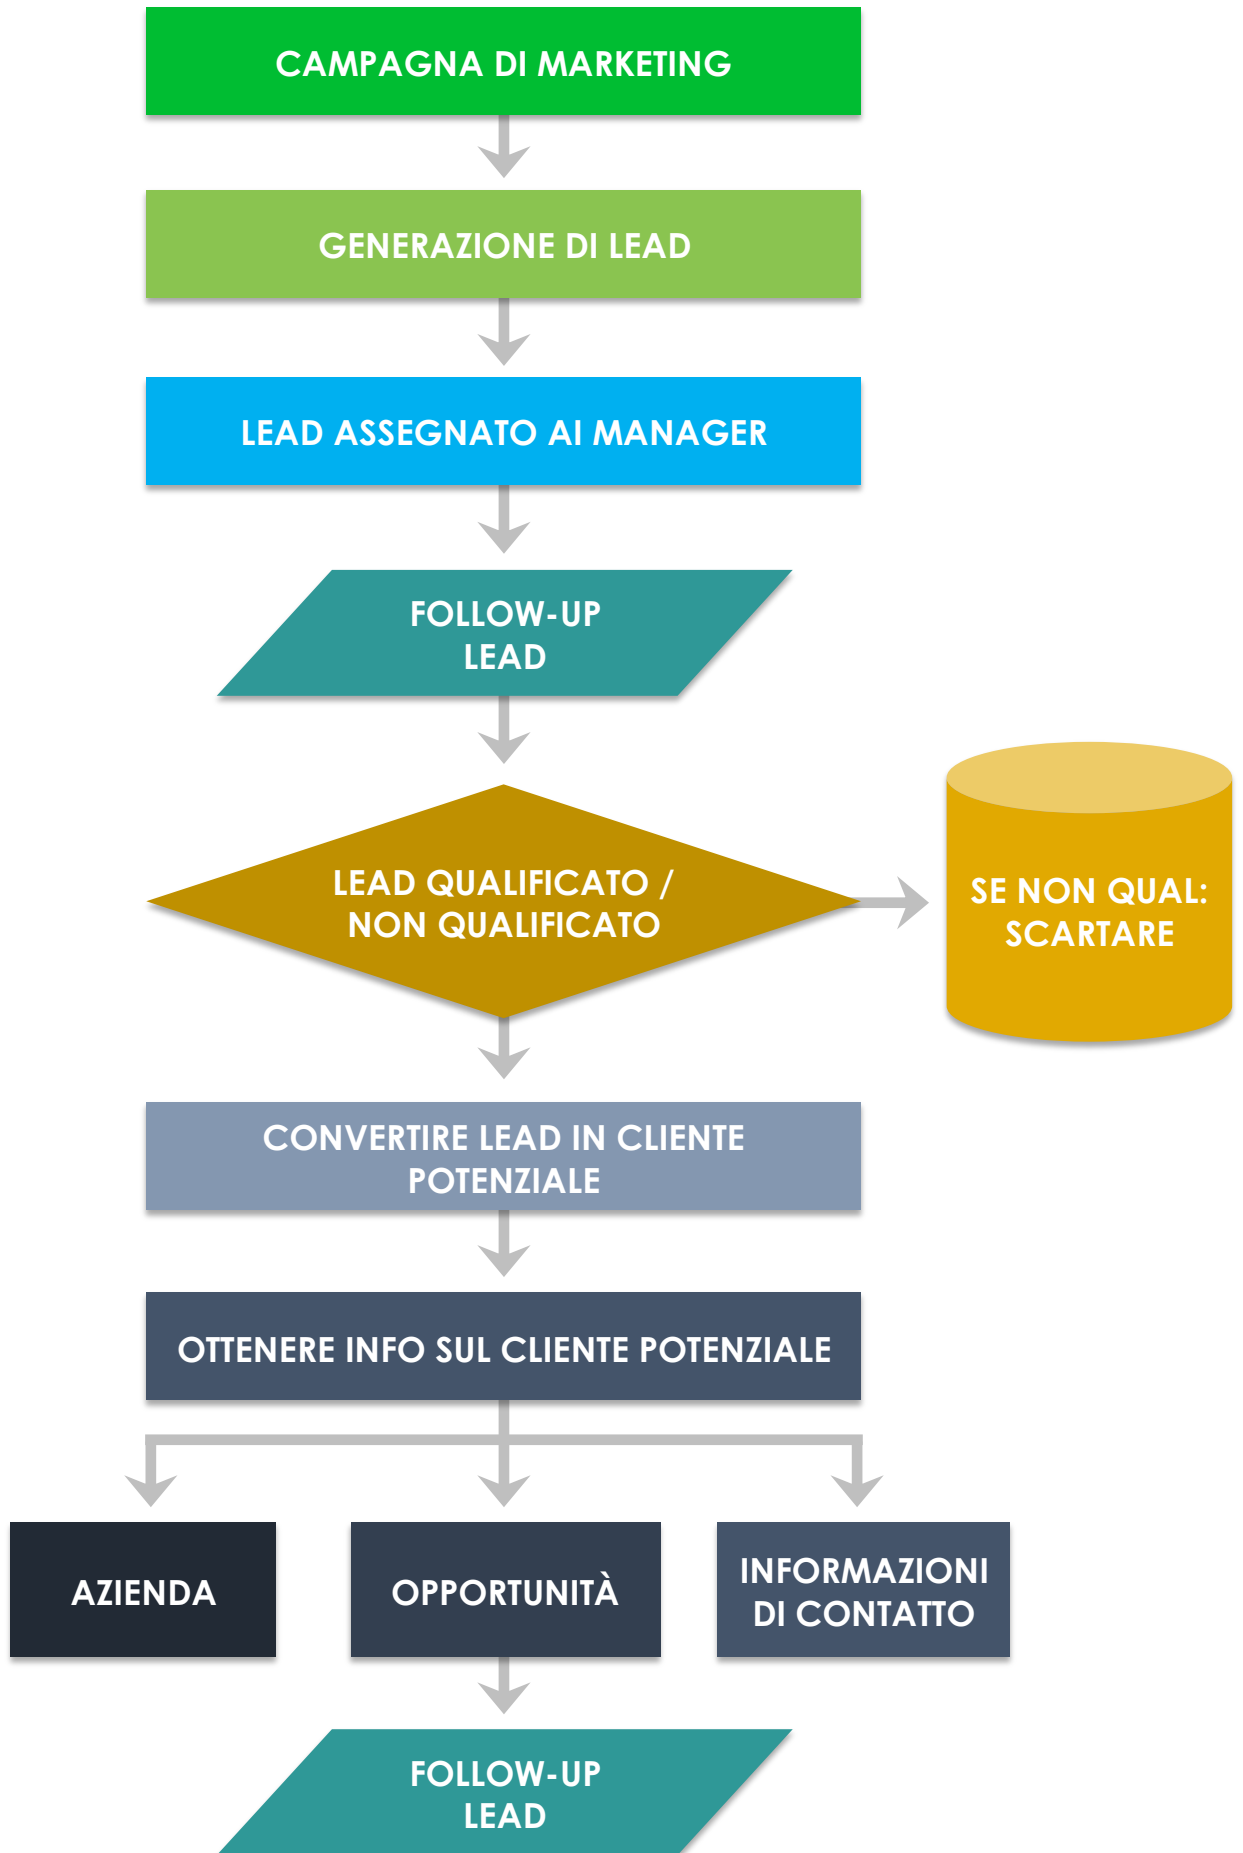 CAMPAGNA DI MARKETING
GENERAZIONE DI LEAD
LEAD ASSEGNATO AI MANAGER
FOLLOW-UP
LEAD
LEAD QUALIFICATO /
NON QUALIFICATO
SE NON QUAL:
SCARTARE
CONVERTIRE LEAD IN CLIENTE
POTENZIALE
OTTENERE INFO SUL CLIENTE POTENZIALE
AZIENDA
OPPORTUNITÀ
INFORMAZIONI
DI CONTATTO
FOLLOW-UP
LEAD